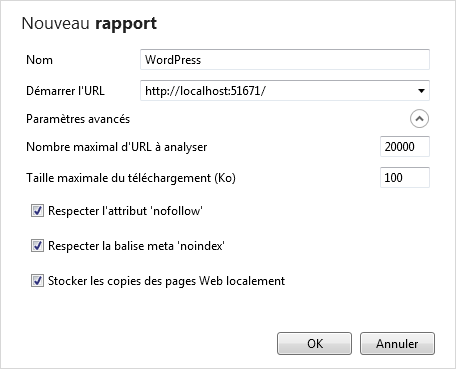 Nouveau rapport
Nom WordPress
Démarrer l'URL http://localhost:51671/
Paramètres avancés
Nombre maximal d'URL à analyser 20000
Taille maximale du téléchargement (Ko) 100
Respecter l'attribut 'nofollow'
Respecter la balise meta 'noindex'
Stocker les copies des pages Web localement
OK Annuler